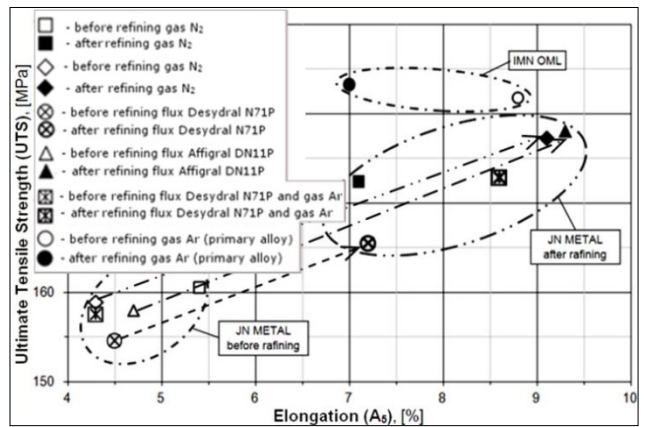 - before refining gas N₂
- after refining gas N₂
- before refining gas N₂
- after refining gas N₂
- before refining flux Desydral N71P
- after refining flux Desydral N71P
- before refining flux Affigral DN11P
- after refining flux Affigral DN11P
- before refining flux Desydral N71P and gas Ar
- after refining flux Desydral N71P and gas Ar
- before refining gas Ar (primary alloy)
- after refining gas Ar (primary alloy)
IMN OML
JN METAL
after rafining
JN METAL
before rafining
Ultimate Tensile Strength (UTS), [MPa]
160
150
4 5 6 7 8 9 10
Elongation (A₅), [%]